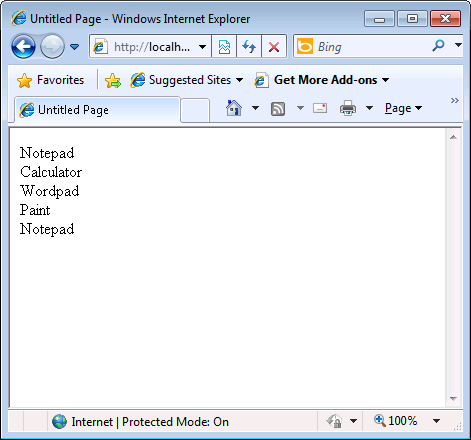 Untitled Page - Windows Internet Explorer
http://localh...
Bing
Favorites
Suggested Sites
Get More Add-ons
Untitled Page
Page
Notepad
Calculator
Wordpad
Paint
Notepad
Internet | Protected Mode: On
100%